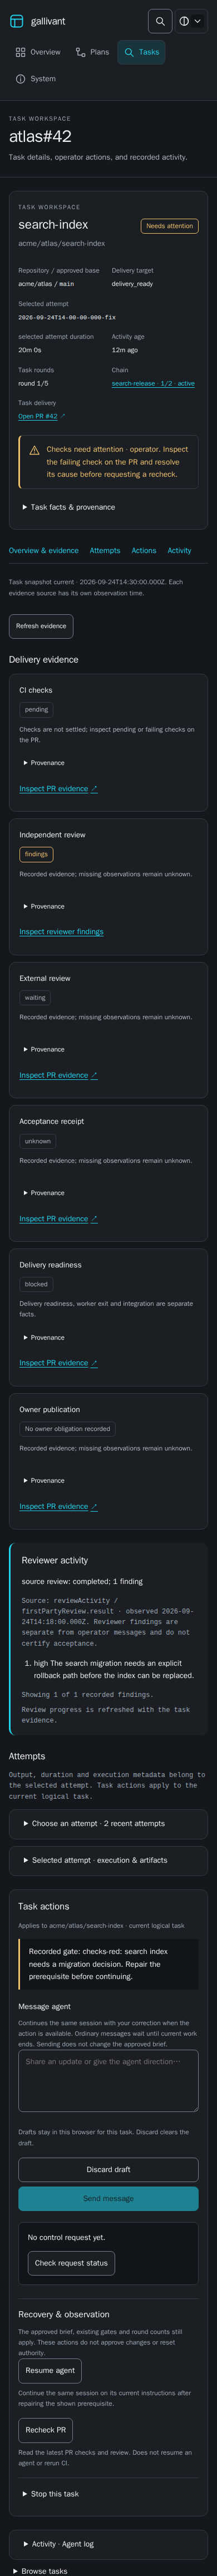 gallivant
Overview
Plans
Tasks
System
TASK WORKSPACE
atlas#42
Task details, operator actions, and recorded activity.
TASK WORKSPACE
search-index
Needs attention
acme/atlas/search-index
Repository / approved base
Delivery target
acme/atlas / main
delivery_ready
Selected attempt
2026-09-24T14-00-00-000-fix
selected attempt duration
Activity age
20m 0s
12m ago
Task rounds
Chain
round 1/5
search-release · 1/2 · active
Task delivery
Open PR #42 ↗
Checks need attention · operator. Inspect
the failing check on the PR and resolve
its cause before requesting a recheck.
▶ Task facts & provenance
Overview & evidence
Attempts
Actions
Activity
Task snapshot current · 2026-09-24T14:30:00.000Z. Each
evidence source has its own observation time.
Refresh evidence
Delivery evidence
CI checks
pending
Checks are not settled; inspect pending or failing checks on
the PR.
▶ Provenance
Inspect PR evidence ↗
Independent review
findings
Recorded evidence; missing observations remain unknown.
▶ Provenance
Inspect reviewer findings
External review
waiting
Recorded evidence; missing observations remain unknown.
▶ Provenance
Inspect PR evidence ↗
Acceptance receipt
unknown
Recorded evidence; missing observations remain unknown.
▶ Provenance
Inspect PR evidence ↗
Delivery readiness
blocked
Delivery readiness, worker exit and integration are separate
facts.
▶ Provenance
Inspect PR evidence ↗
Owner publication
No owner obligation recorded
Recorded evidence; missing observations remain unknown.
▶ Provenance
Inspect PR evidence ↗
Reviewer activity
source review: completed; 1 finding
Source: reviewActivity /
firstPartyReview.result · observed 2026-09-
24T14:18:00.000Z. Reviewer findings are
separate from operator messages and do not
certify acceptance.
1. high The search migration needs an explicit
rollback path before the index can be replaced.
Showing 1 of 1 recorded findings.
Review progress is refreshed with the task
evidence.
Attempts
Output, duration and execution metadata belong to
the selected attempt. Task actions apply to the
current logical task.
▶ Choose an attempt · 2 recent attempts
▶ Selected attempt · execution & artifacts
Task actions
Applies to acme/atlas/search-index · current logical task
Recorded gate: checks-red: search index
needs a migration decision. Repair the
prerequisite before continuing.
Message agent
Continues the same session with your correction when the
action is available. Ordinary messages wait until current work
ends. Sending does not change the approved brief.
Share an update or give the agent direction…
Drafts stay in this browser for this task. Discard clears the
draft.
Discard draft
Send message
No control request yet.
Check request status
Recovery & observation
The approved brief, existing gates and round counts still
apply. These actions do not approve changes or reset
authority.
Resume agent
Continue the same session on its current instructions after
repairing the shown prerequisite.
Recheck PR
Read the latest PR checks and review. Does not resume an
agent or rerun CI.
▶ Stop this task
▶ Activity · Agent log
▶ Browse tasks